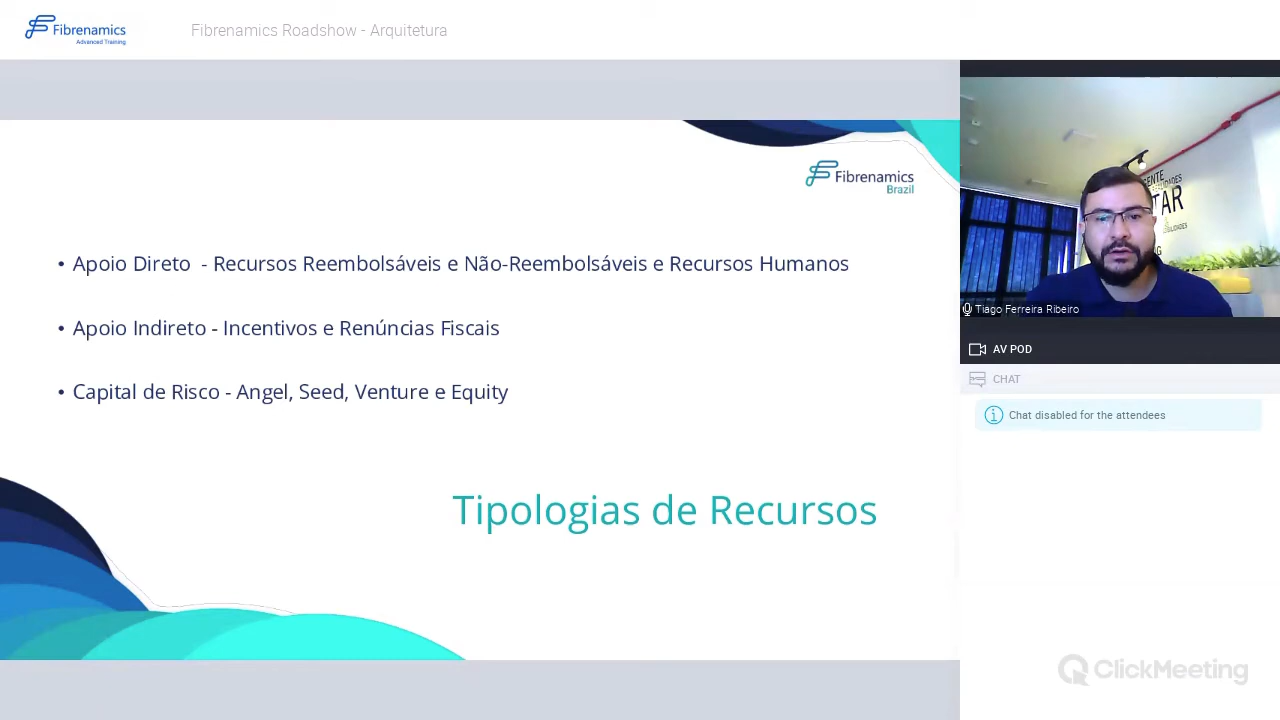 Fibrenamics
Advanced Training
Fibrenamics Roadshow - Arquitetura
Fibrenamics
Brazil
• Apoio Direto - Recursos Reembolsáveis e Não-Reembolsáveis e Recursos Humanos
• Apoio Indireto - Incentivos e Renúncias Fiscais
• Capital de Risco - Angel, Seed, Venture e Equity
Tipologias de Recursos
Tiago Ferreira Ribeiro
AV POD
CHAT
Chat disabled for the attendees
ClickMeeting